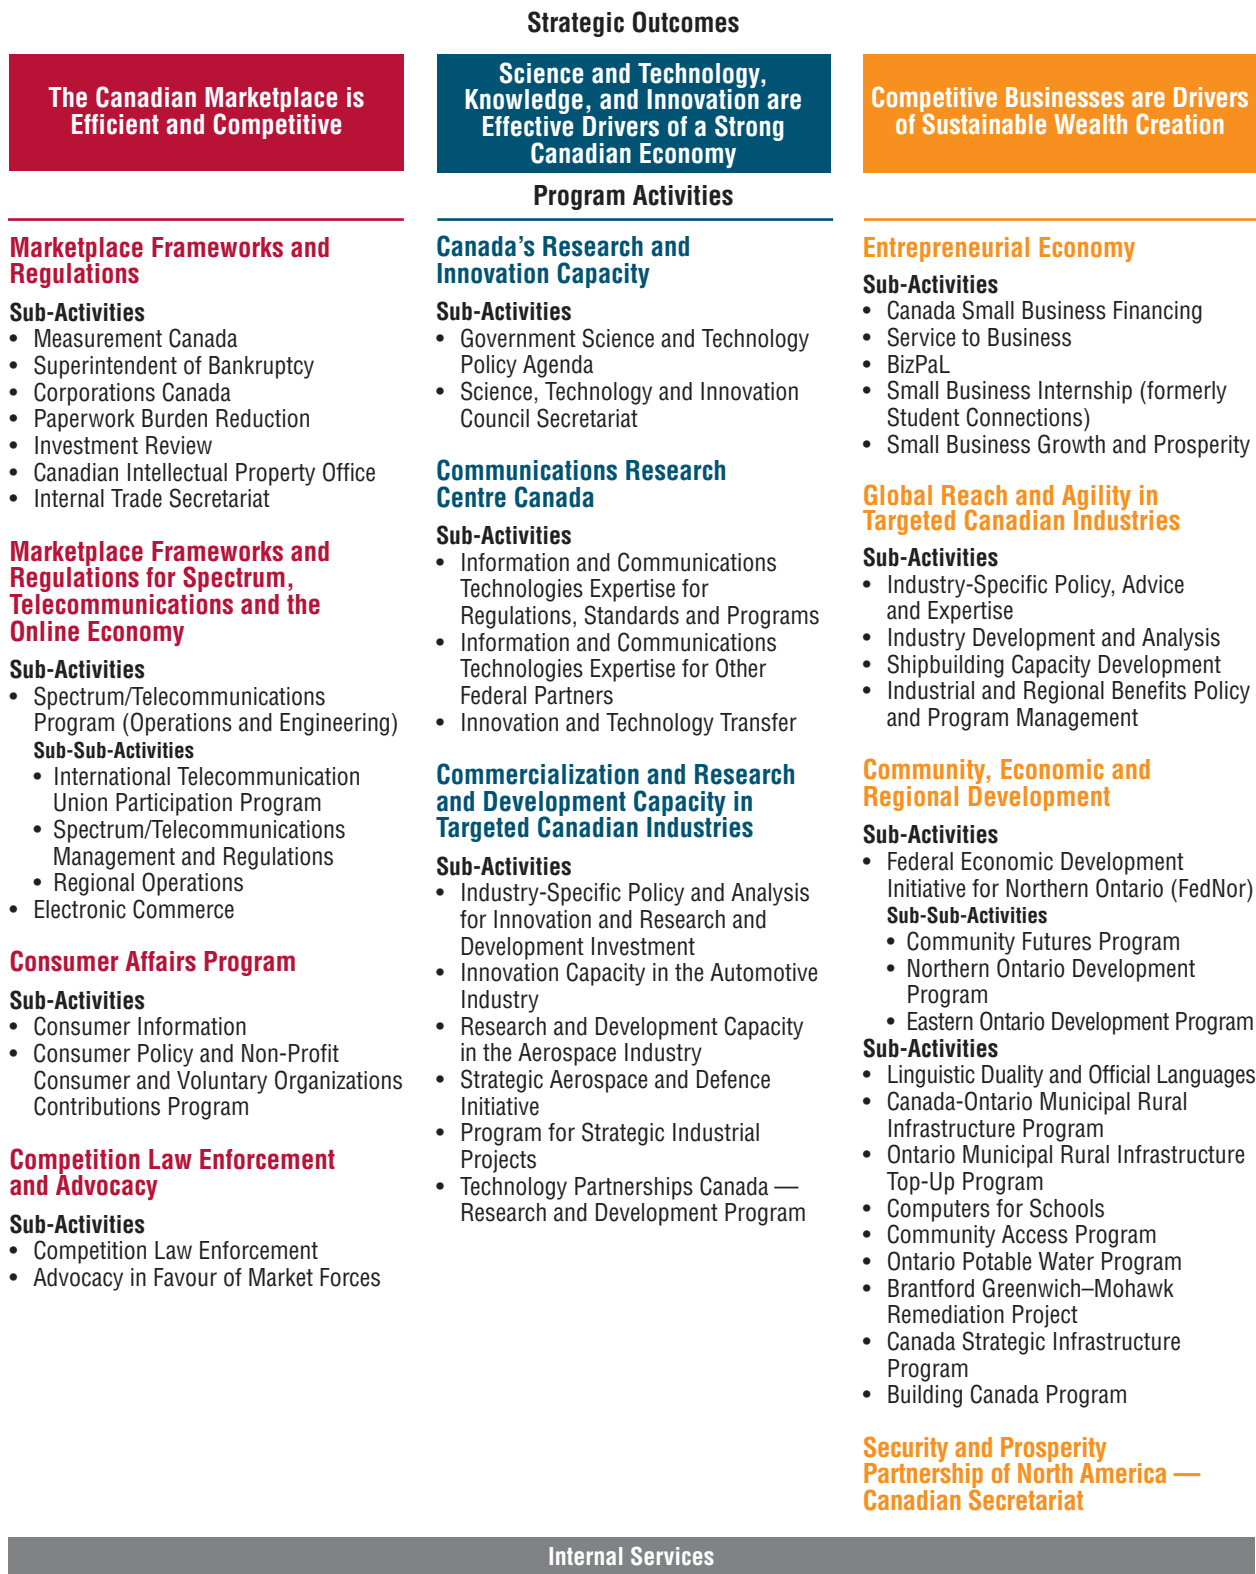 Strategic Outcomes
The Canadian Marketplace is
Efficient and Competitive
Science and Technology,
Knowledge, and Innovation are
Effective Drivers of a Strong
Canadian Economy
Competitive Businesses are Drivers
of Sustainable Wealth Creation
Program Activities
Marketplace Frameworks and
Regulations
Sub-Activities
• Measurement Canada
• Superintendent of Bankruptcy
• Corporations Canada
• Paperwork Burden Reduction
• Investment Review
• Canadian Intellectual Property Office
• Internal Trade Secretariat
Marketplace Frameworks and
Regulations for Spectrum,
Telecommunications and the
Online Economy
Sub-Activities
• Spectrum/Telecommunications
Program (Operations and Engineering)
Sub-Sub-Activities
• International Telecommunication
Union Participation Program
• Spectrum/Telecommunications
Management and Regulations
• Regional Operations
• Electronic Commerce
Consumer Affairs Program
Sub-Activities
• Consumer Information
• Consumer Policy and Non-Profit
Consumer and Voluntary Organizations
Contributions Program
Competition Law Enforcement
and Advocacy
Sub-Activities
• Competition Law Enforcement
• Advocacy in Favour of Market Forces
Canada's Research and
Innovation Capacity
Sub-Activities
• Government Science and Technology
Policy Agenda
• Science, Technology and Innovation
Council Secretariat
Communications Research
Centre Canada
Sub-Activities
• Information and Communications
Technologies Expertise for
Regulations, Standards and Programs
• Information and Communications
Technologies Expertise for Other
Federal Partners
• Innovation and Technology Transfer
Commercialization and Research
and Development Capacity in
Targeted Canadian Industries
Sub-Activities
• Industry-Specific Policy and Analysis
for Innovation and Research and
Development Investment
• Innovation Capacity in the Automotive
Industry
• Research and Development Capacity
in the Aerospace Industry
• Strategic Aerospace and Defence
Initiative
• Program for Strategic Industrial
Projects
• Technology Partnerships Canada —
Research and Development Program
Entrepreneurial Economy
Sub-Activities
• Canada Small Business Financing
• Service to Business
• BizPaL
• Small Business Internship (formerly
Student Connections)
• Small Business Growth and Prosperity
Global Reach and Agility in
Targeted Canadian Industries
Sub-Activities
• Industry-Specific Policy, Advice
and Expertise
• Industry Development and Analysis
• Shipbuilding Capacity Development
• Industrial and Regional Benefits Policy
and Program Management
Community, Economic and
Regional Development
Sub-Activities
• Federal Economic Development
Initiative for Northern Ontario (FedNor)
Sub-Sub-Activities
• Community Futures Program
• Northern Ontario Development
Program
• Eastern Ontario Development Program
Sub-Activities
• Linguistic Duality and Official Languages
• Canada-Ontario Municipal Rural
Infrastructure Program
• Ontario Municipal Rural Infrastructure
Top-Up Program
• Computers for Schools
• Community Access Program
• Ontario Potable Water Program
• Brantford Greenwich–Mohawk
Remediation Project
• Canada Strategic Infrastructure
Program
• Building Canada Program
Security and Prosperity
Partnership of North America —
Canadian Secretariat
Internal Services